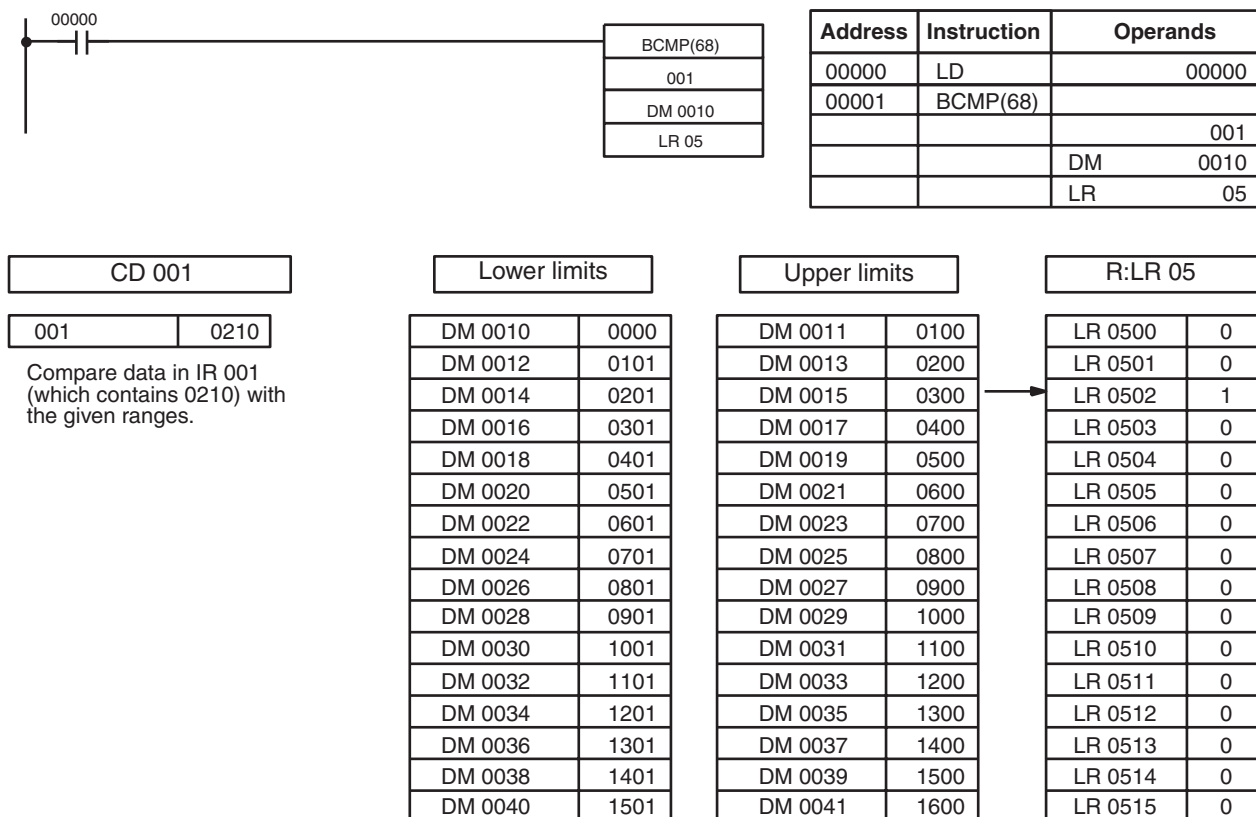 00000
BCMP(68)
001
DM 0010
LR 05
Address Instruction Operands
00000 LD 00000
00001 BCMP(68)
001
DM 0010
LR 05
CD 001 Lower limits Upper limits R:LR 05
001 0210
Compare data in IR 001
(which contains 0210) with
the given ranges.
DM 0010 0000 DM 0011 0100 LR 0500 0
DM 0012 0101 DM 0013 0200 LR 0501 0
DM 0014 0201 DM 0015 0300 LR 0502 1
DM 0016 0301 DM 0017 0400 LR 0503 0
DM 0018 0401 DM 0019 0500 LR 0504 0
DM 0020 0501 DM 0021 0600 LR 0505 0
DM 0022 0601 DM 0023 0700 LR 0506 0
DM 0024 0701 DM 0025 0800 LR 0507 0
DM 0026 0801 DM 0027 0900 LR 0508 0
DM 0028 0901 DM 0029 1000 LR 0509 0
DM 0030 1001 DM 0031 1100 LR 0510 0
DM 0032 1101 DM 0033 1200 LR 0511 0
DM 0034 1201 DM 0035 1300 LR 0512 0
DM 0036 1301 DM 0037 1400 LR 0513 0
DM 0038 1401 DM 0039 1500 LR 0514 0
DM 0040 1501 DM 0041 1600 LR 0515 0